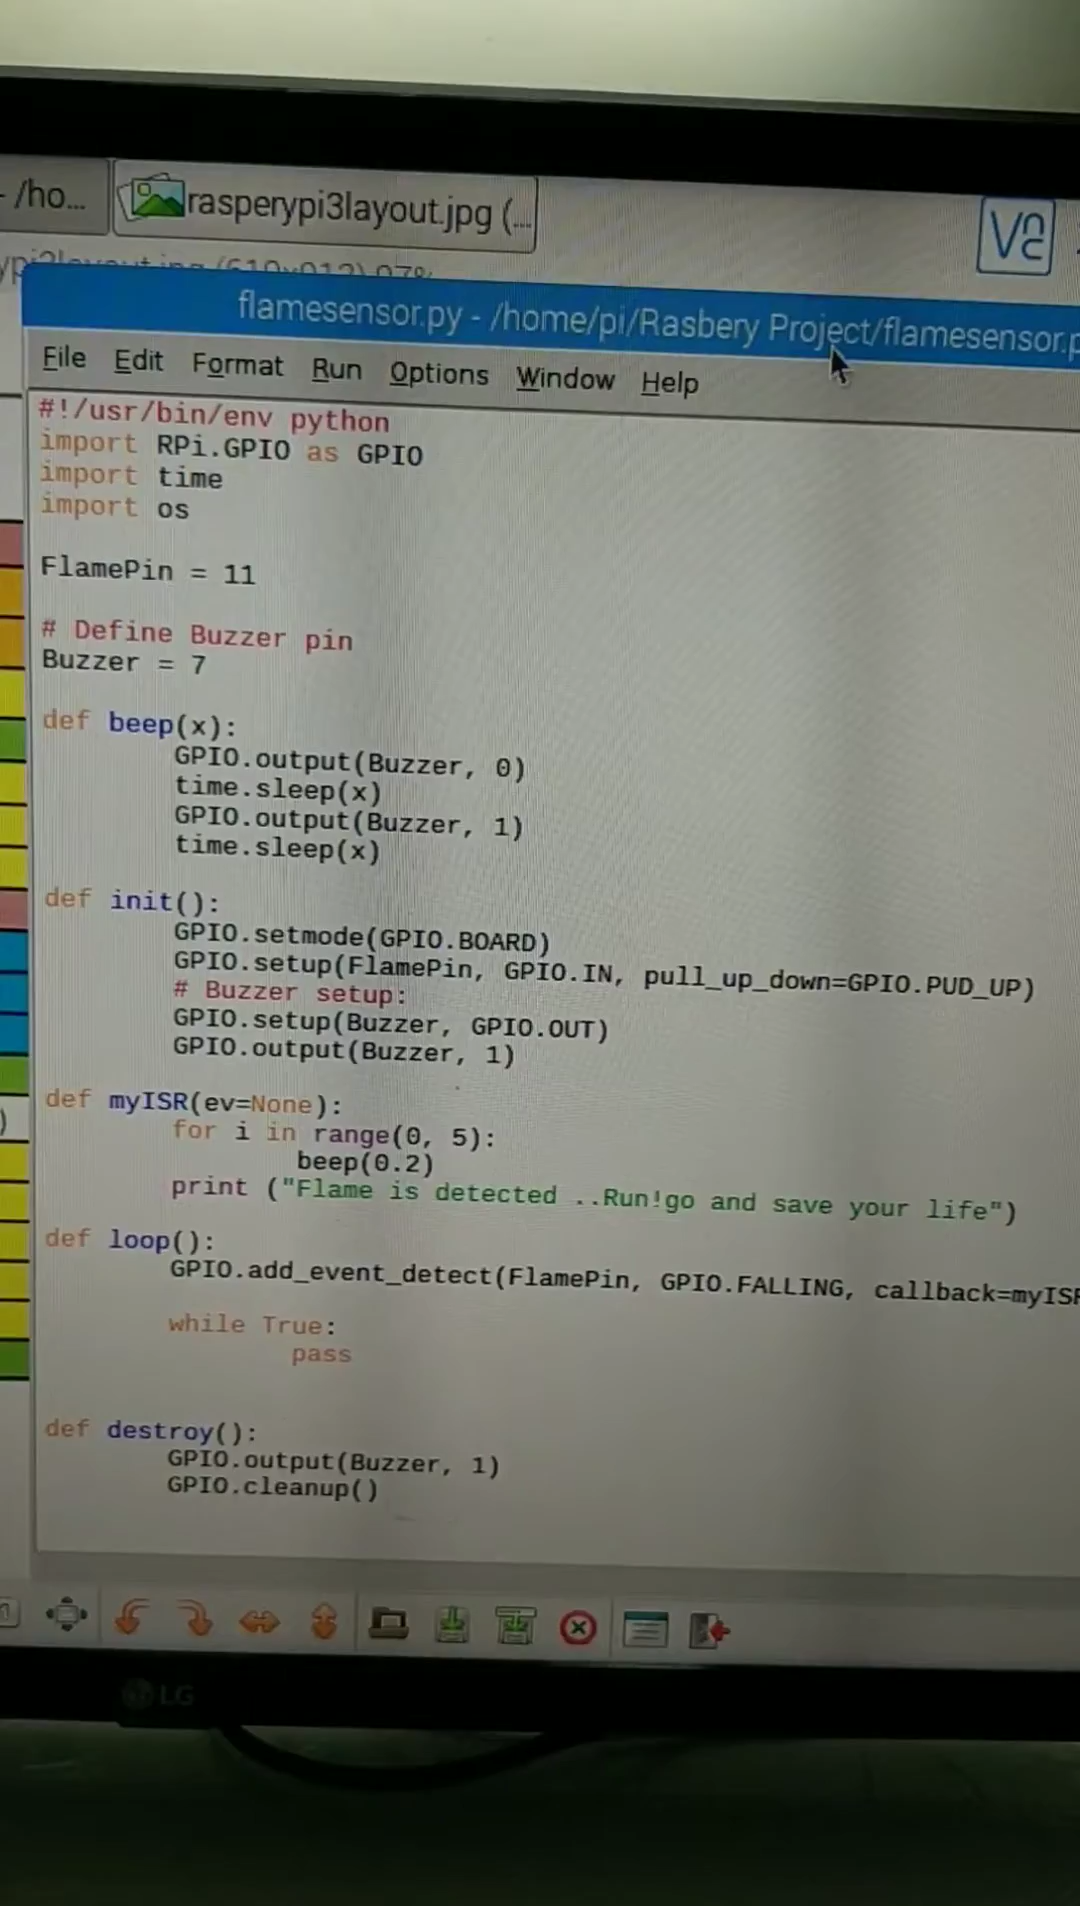 - /ho...
rasperypi3layout.jpg (...
flamesensor.py - /home/pi/Rasbery Project/flamesensor.p
File Edit Format Run Options Window Help
#!/usr/bin/env python
import RPi.GPIO as GPIO
import time
import os
FlamePin = 11
# Define Buzzer pin
Buzzer = 7
def beep(x):
GPIO.output(Buzzer, 0)
time.sleep(x)
GPIO.output(Buzzer, 1)
time.sleep(x)
def init():
GPIO.setmode(GPIO.BOARD)
GPIO.setup(FlamePin, GPIO.IN, pull_up_down=GPIO.PUD_UP)
# Buzzer setup:
GPIO.setup(Buzzer, GPIO.OUT)
GPIO.output(Buzzer, 1)
def myISR(ev=None):
for i in range(0, 5):
beep(0.2)
print ("Flame is detected ..Run!go and save your life")
def loop():
GPIO.add_event_detect(FlamePin, GPIO.FALLING, callback=myISR
while True:
pass
def destroy():
GPIO.output(Buzzer, 1)
GPIO.cleanup()
LG